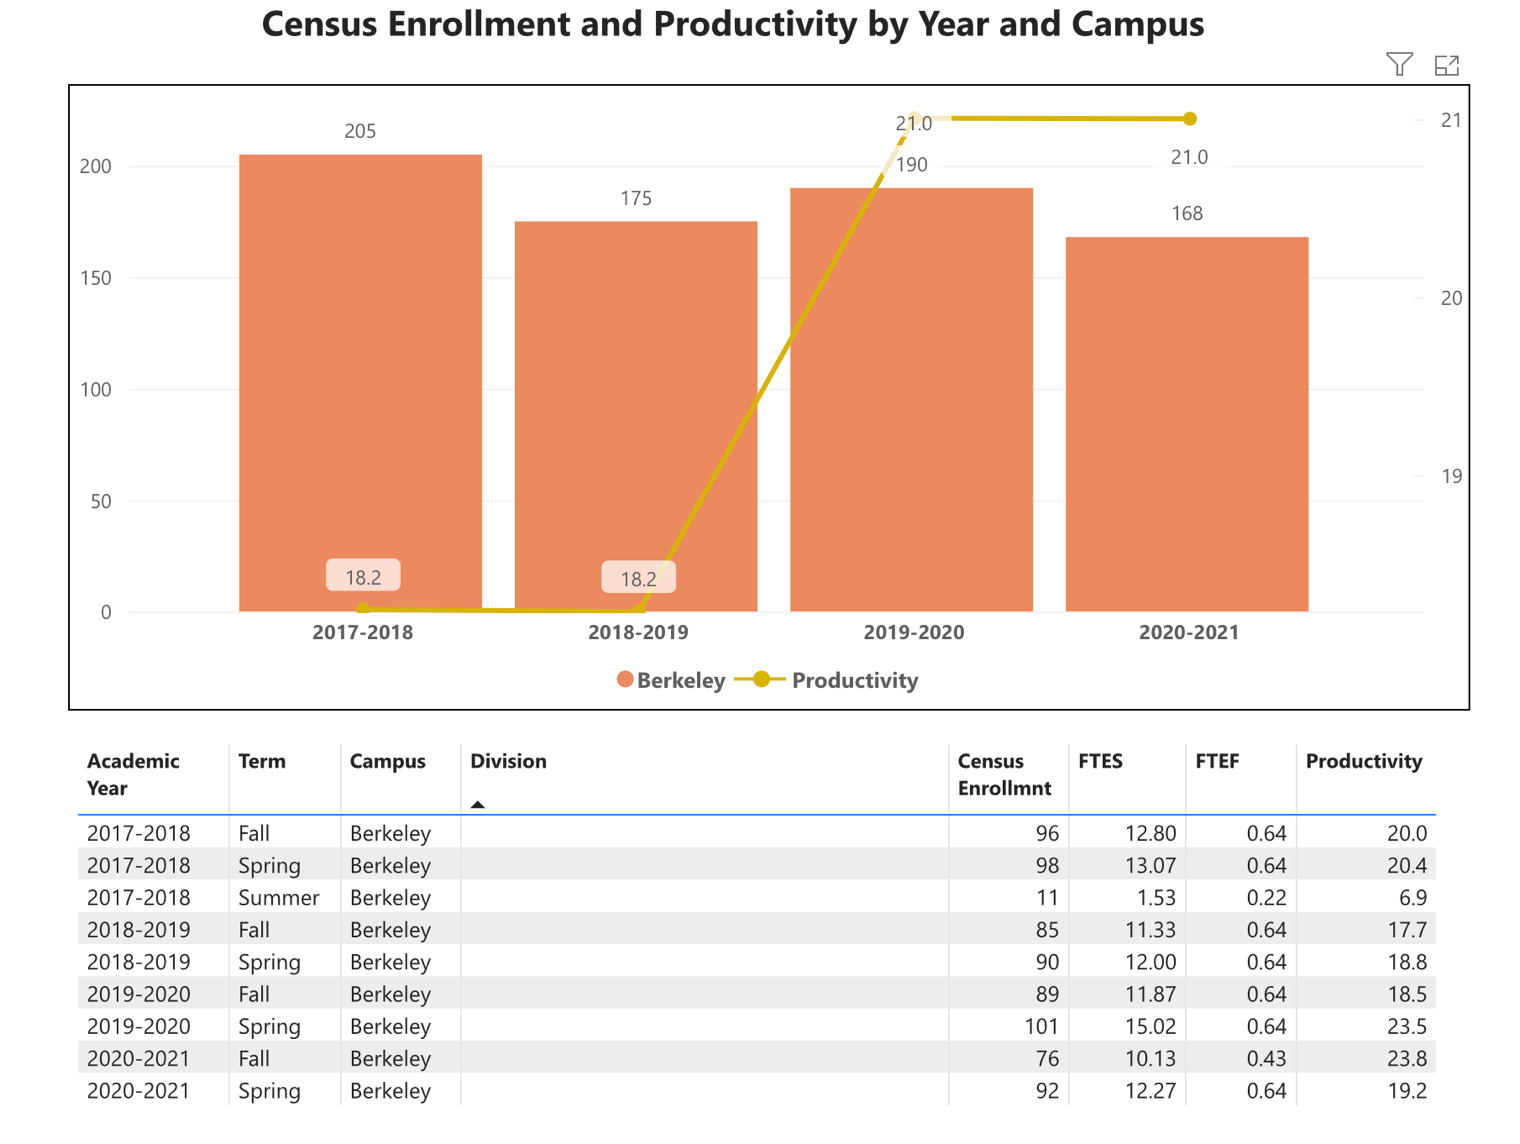 Census Enrollment and Productivity by Year and Campus
205
175
21.0
190
21.0
168
18.2
18.2
200
150
100
50
0
21
20
19
2017-2018 2018-2019 2019-2020 2020-2021
Berkeley Productivity
Academic Year Term Campus Division Census Enrollmnt FTES FTEF Productivity
2017-2018 Fall Berkeley 96 12.80 0.64 20.0
2017-2018 Spring Berkeley 98 13.07 0.64 20.4
2017-2018 Summer Berkeley 11 1.53 0.22 6.9
2018-2019 Fall Berkeley 85 11.33 0.64 17.7
2018-2019 Spring Berkeley 90 12.00 0.64 18.8
2019-2020 Fall Berkeley 89 11.87 0.64 18.5
2019-2020 Spring Berkeley 101 15.02 0.64 23.5
2020-2021 Fall Berkeley 76 10.13 0.43 23.8
2020-2021 Spring Berkeley 92 12.27 0.64 19.2